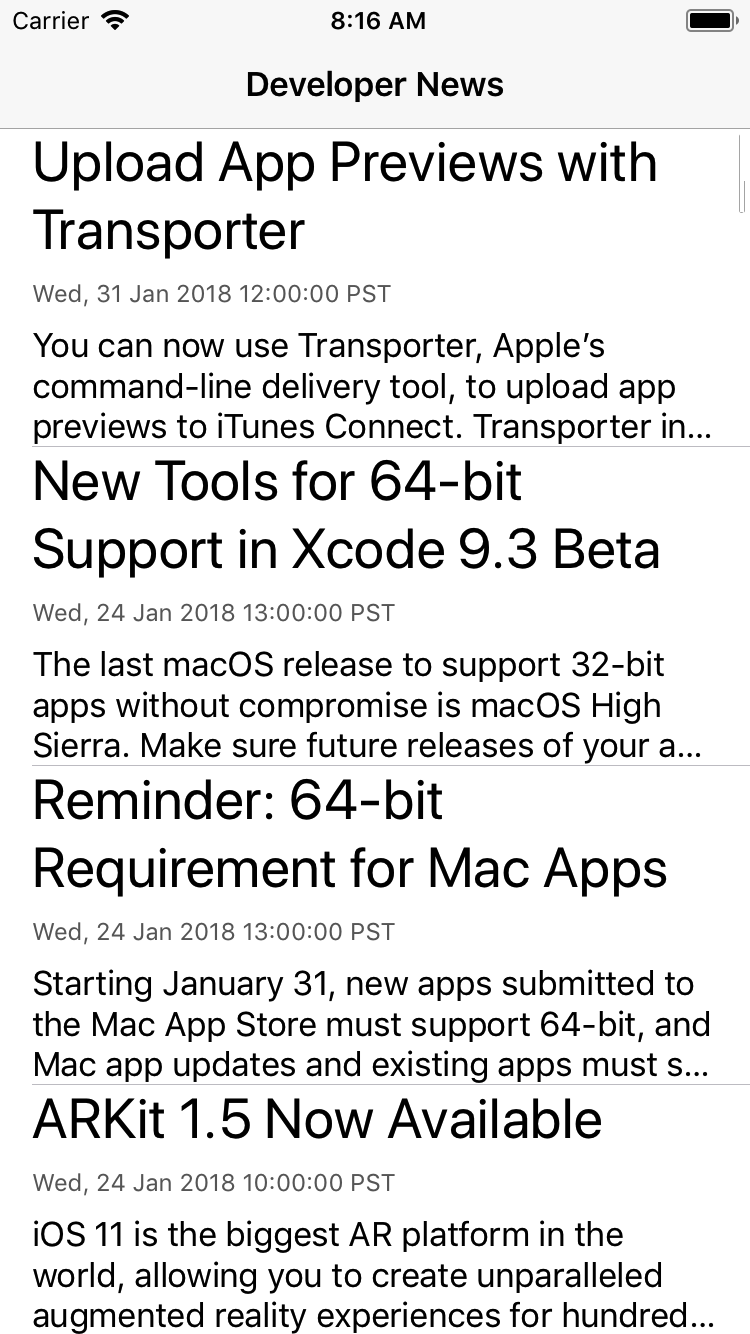 Carrier 8:16 AM
Developer News
Upload App Previews with
Transporter
Wed, 31 Jan 2018 12:00:00 PST
You can now use Transporter, Apple’s
command-line delivery tool, to upload app
previews to iTunes Connect. Transporter in...
New Tools for 64-bit
Support in Xcode 9.3 Beta
Wed, 24 Jan 2018 13:00:00 PST
The last macOS release to support 32-bit
apps without compromise is macOS High
Sierra. Make sure future releases of your a...
Reminder: 64-bit
Requirement for Mac Apps
Wed, 24 Jan 2018 13:00:00 PST
Starting January 31, new apps submitted to
the Mac App Store must support 64-bit, and
Mac app updates and existing apps must s...
ARKit 1.5 Now Available
Wed, 24 Jan 2018 10:00:00 PST
iOS 11 is the biggest AR platform in the
world, allowing you to create unparalleled
augmented reality experiences for hundred...